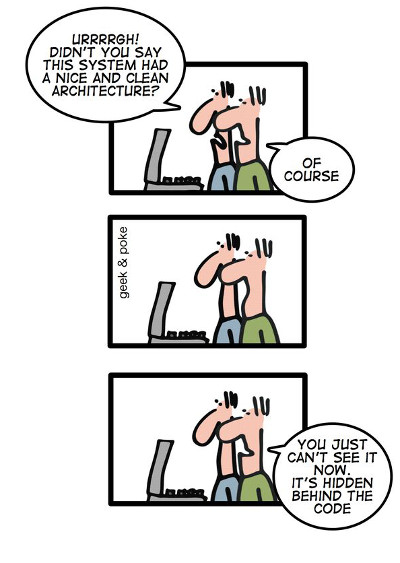 URRRRGH!
DIDN'T YOU SAY
THIS SYSTEM HAD
A NICE AND CLEAN
ARCHITECTURE?
OF
COURSE
geek & poke
YOU JUST
CAN'T SEE IT
NOW.
IT'S HIDDEN
BEHIND THE
CODE